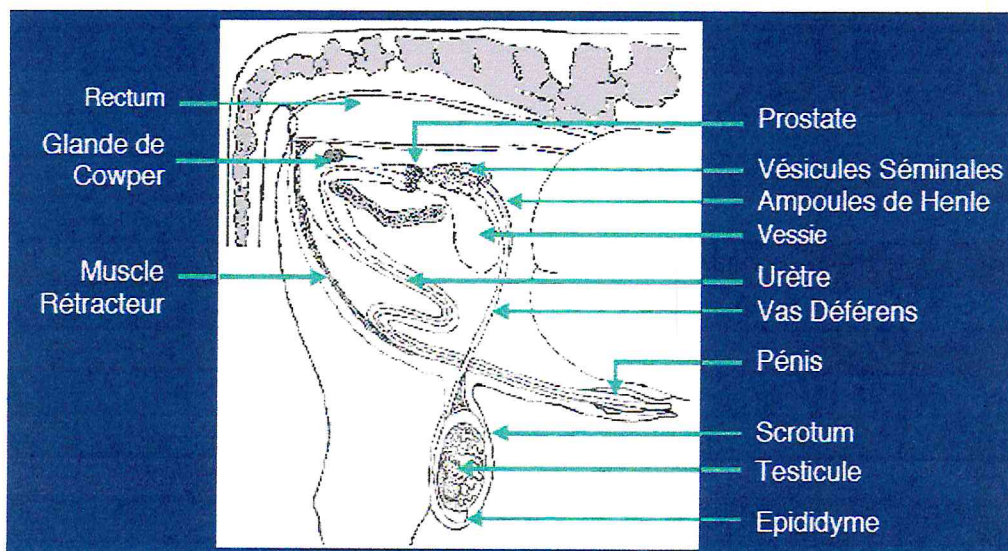 Rectum
Glande de
Cowper
Muscle
Rétracteur
Prostate
Vésicules Séminales
Ampoules de Henle
Vessie
Urètre
Vas Déférens
Pénis
Scrotum
Testicule
Epididyme